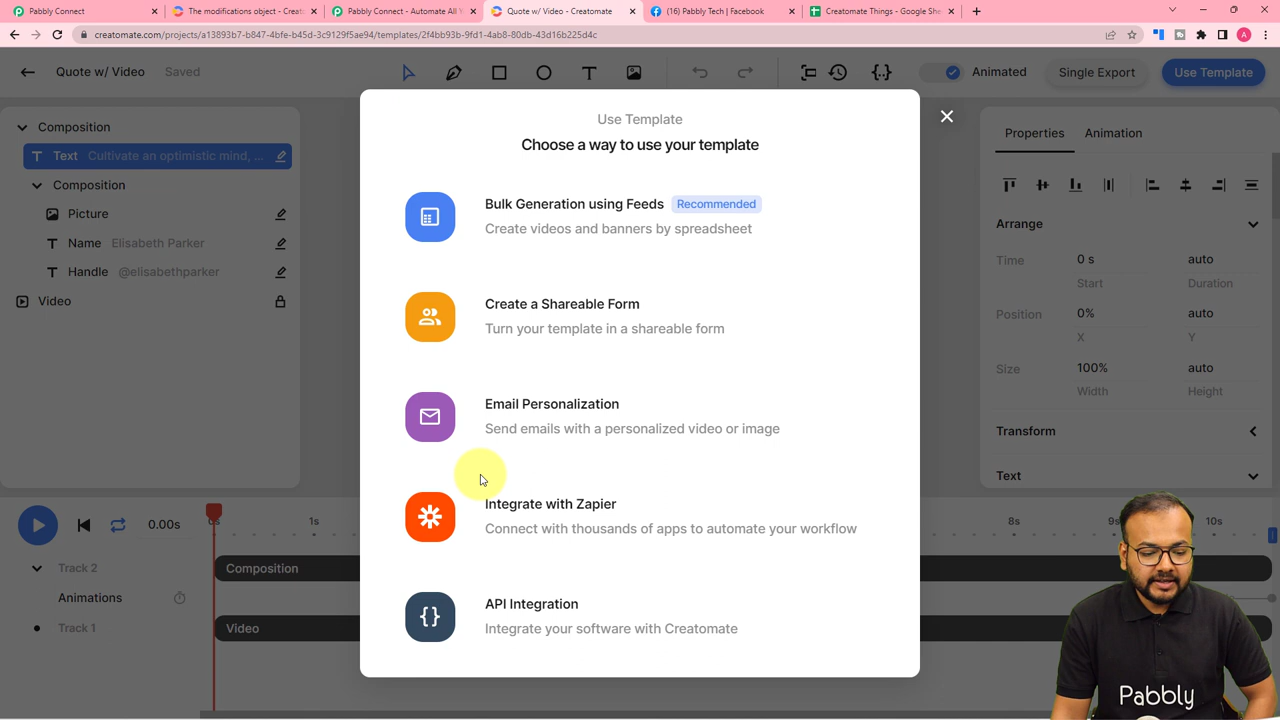 Pabbly Connect
The modifications object - Creato
Pabbly Connect - Automate All Y
Quote w/ Video - Creatomate
(16) Pabbly Tech | Facebook
Creatomate Things - Google She
creatomate.com/projects/a13893b7-b847-4bfe-b45d-3c9129f5ae94/templates/2f4bb93b-9fd1-4ab8-80db-43d16b225d4c
A
Quote w/ Video Saved
Animated
Single Export
Use Template
Composition
Text Cultivate an optimistic mind, ...
Composition
Picture
Name Elisabeth Parker
Handle @elisabethparker
Video
Use Template
Choose a way to use your template
Bulk Generation using Feeds Recommended
Create videos and banners by spreadsheet
Create a Shareable Form
Turn your template in a shareable form
Email Personalization
Send emails with a personalized video or image
Integrate with Zapier
Connect with thousands of apps to automate your workflow
API Integration
Integrate your software with Creatomate
Properties Animation
Arrange
Time 0 s auto
Start Duration
Position 0% auto
X Y
Size 100% auto
Width Height
Transform
Text
0.00s
1s 8s 9s 10s
Track 2 Composition
Animations
Track 1 Video
Pabbly